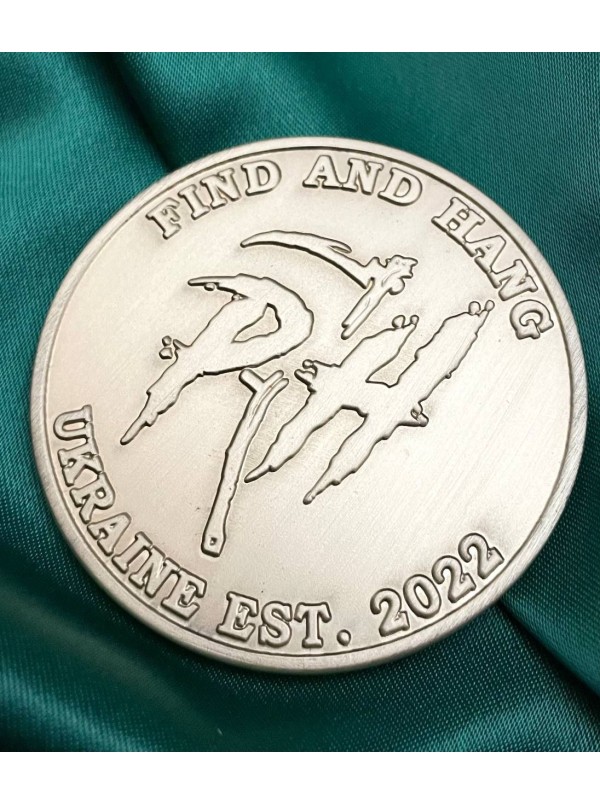 FIND AND HANG
PH
UKRAINE EST. 2022